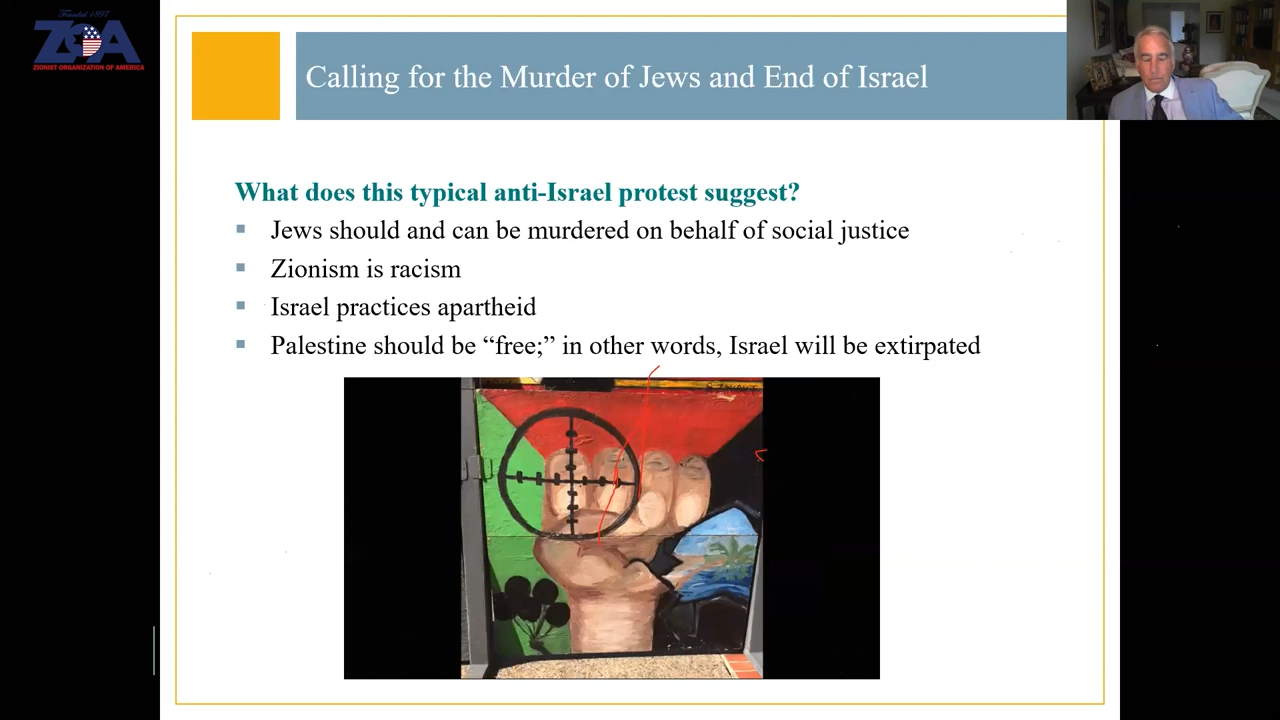 Founded 1897
ZOA
ZIONIST ORGANIZATION OF AMERICA
Calling for the Murder of Jews and End of Israel
What does this typical anti-Israel protest suggest?
Jews should and can be murdered on behalf of social justice
Zionism is racism
Israel practices apartheid
Palestine should be “free;” in other words, Israel will be extirpated